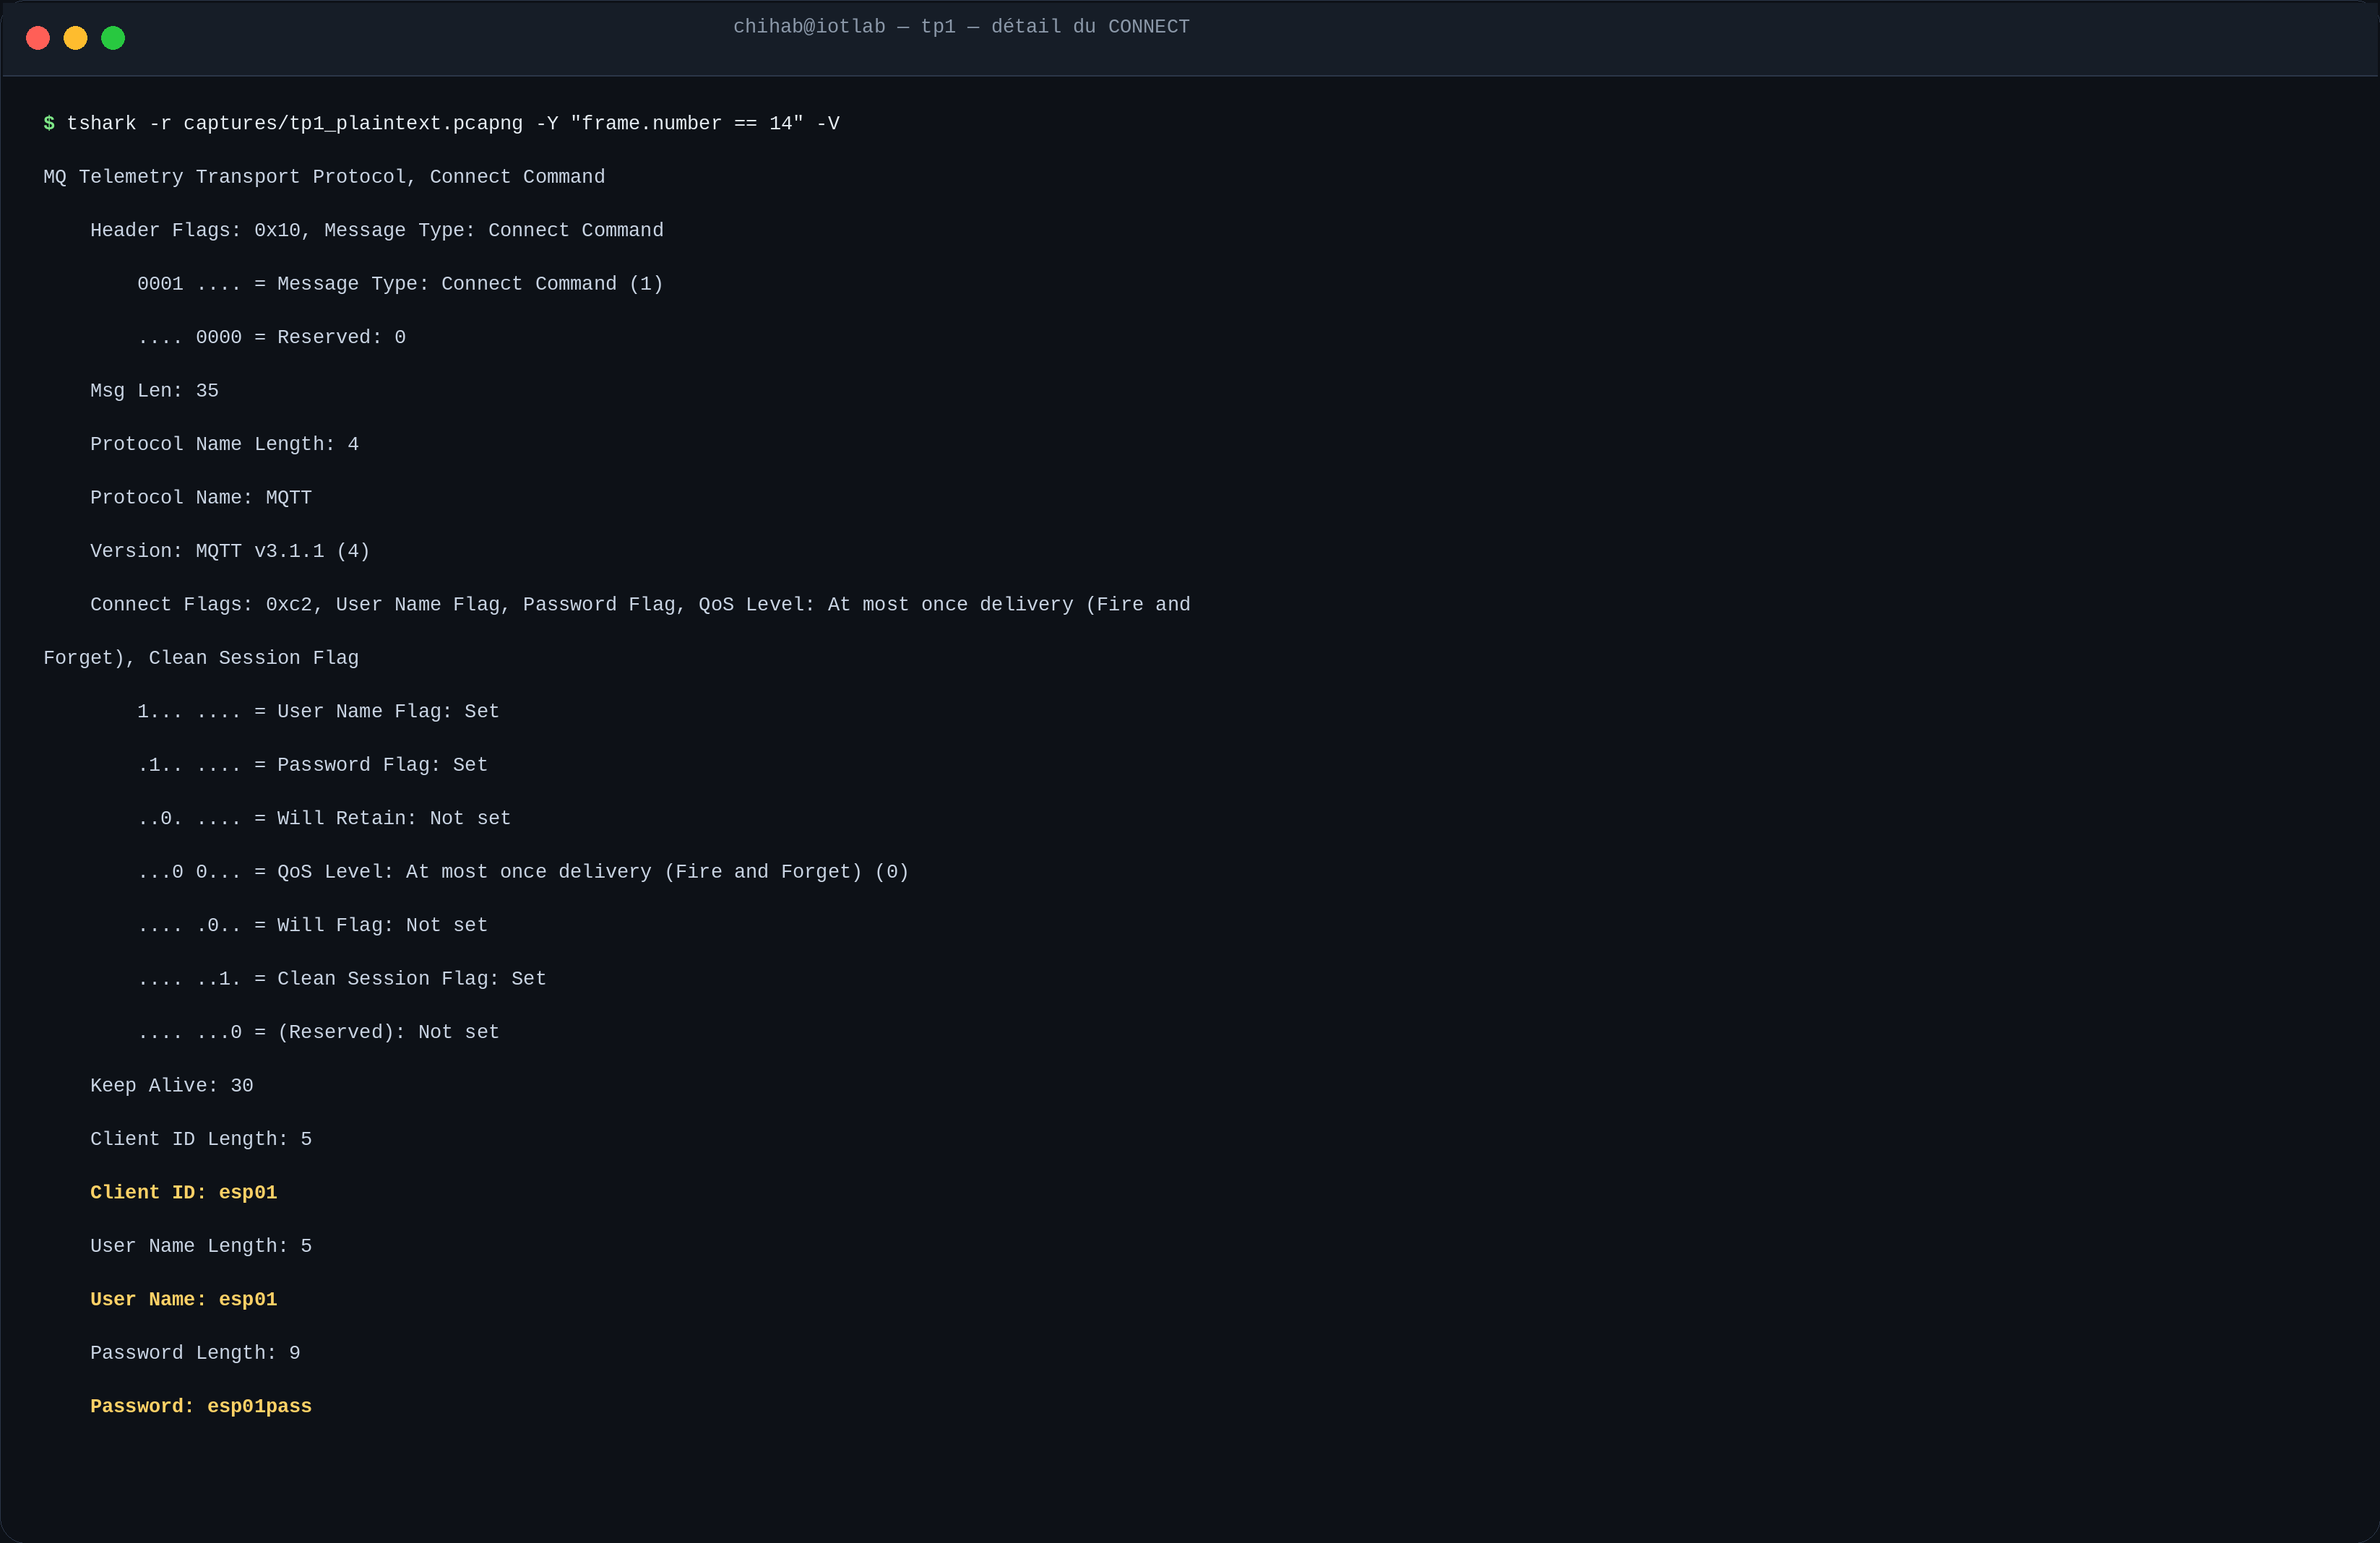 chihab@iotlab — tp1 — détail du CONNECT
$ tshark -r captures/tp1_plaintext.pcapng -Y "frame.number == 14" -V
MQ Telemetry Transport Protocol, Connect Command
    Header Flags: 0x10, Message Type: Connect Command
        0001 .... = Message Type: Connect Command (1)
        .... 0000 = Reserved: 0
    Msg Len: 35
    Protocol Name Length: 4
    Protocol Name: MQTT
    Version: MQTT v3.1.1 (4)
    Connect Flags: 0xc2, User Name Flag, Password Flag, QoS Level: At most once delivery (Fire and
Forget), Clean Session Flag
        1... .... = User Name Flag: Set
        .1.. .... = Password Flag: Set
        ..0. .... = Will Retain: Not set
        ...0 0... = QoS Level: At most once delivery (Fire and Forget) (0)
        .... .0.. = Will Flag: Not set
        .... ..1. = Clean Session Flag: Set
        .... ...0 = (Reserved): Not set
    Keep Alive: 30
    Client ID Length: 5
    Client ID: esp01
    User Name Length: 5
    User Name: esp01
    Password Length: 9
    Password: esp01pass